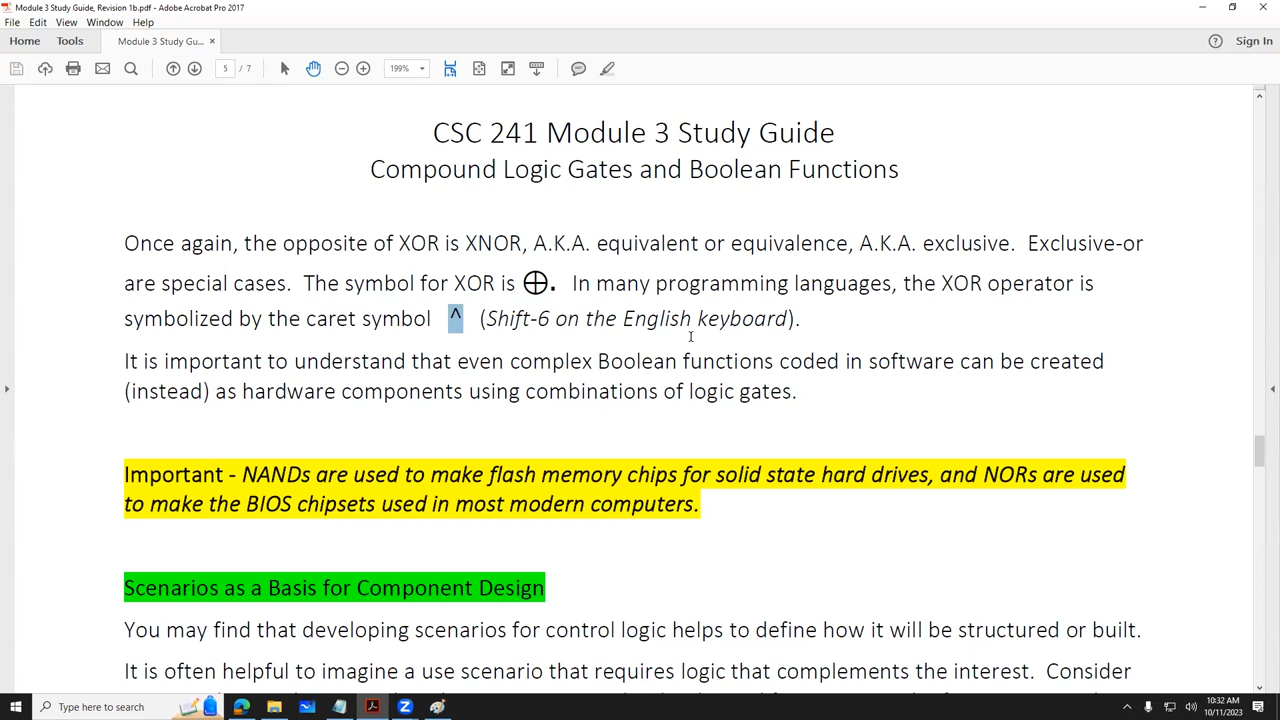 Module 3 Study Guide, Revision 1b.pdf - Adobe Acrobat Pro 2017
File Edit View Window Help
Home Tools Module 3 Study Gu... × Sign In
5 / 7 199%
CSC 241 Module 3 Study Guide
Compound Logic Gates and Boolean Functions
Once again, the opposite of XOR is XNOR, A.K.A. equivalent or equivalence, A.K.A. exclusive. Exclusive-or
are special cases. The symbol for XOR is ⊕. In many programming languages, the XOR operator is
symbolized by the caret symbol ^ (Shift-6 on the English keyboard).
It is important to understand that even complex Boolean functions coded in software can be created
(instead) as hardware components using combinations of logic gates.
Important - NANDs are used to make flash memory chips for solid state hard drives, and NORs are used
to make the BIOS chipsets used in most modern computers.
Scenarios as a Basis for Component Design
You may find that developing scenarios for control logic helps to define how it will be structured or built.
It is often helpful to imagine a use scenario that requires logic that complements the interest. Consider
Type here to search
10:32 AM
10/11/2023